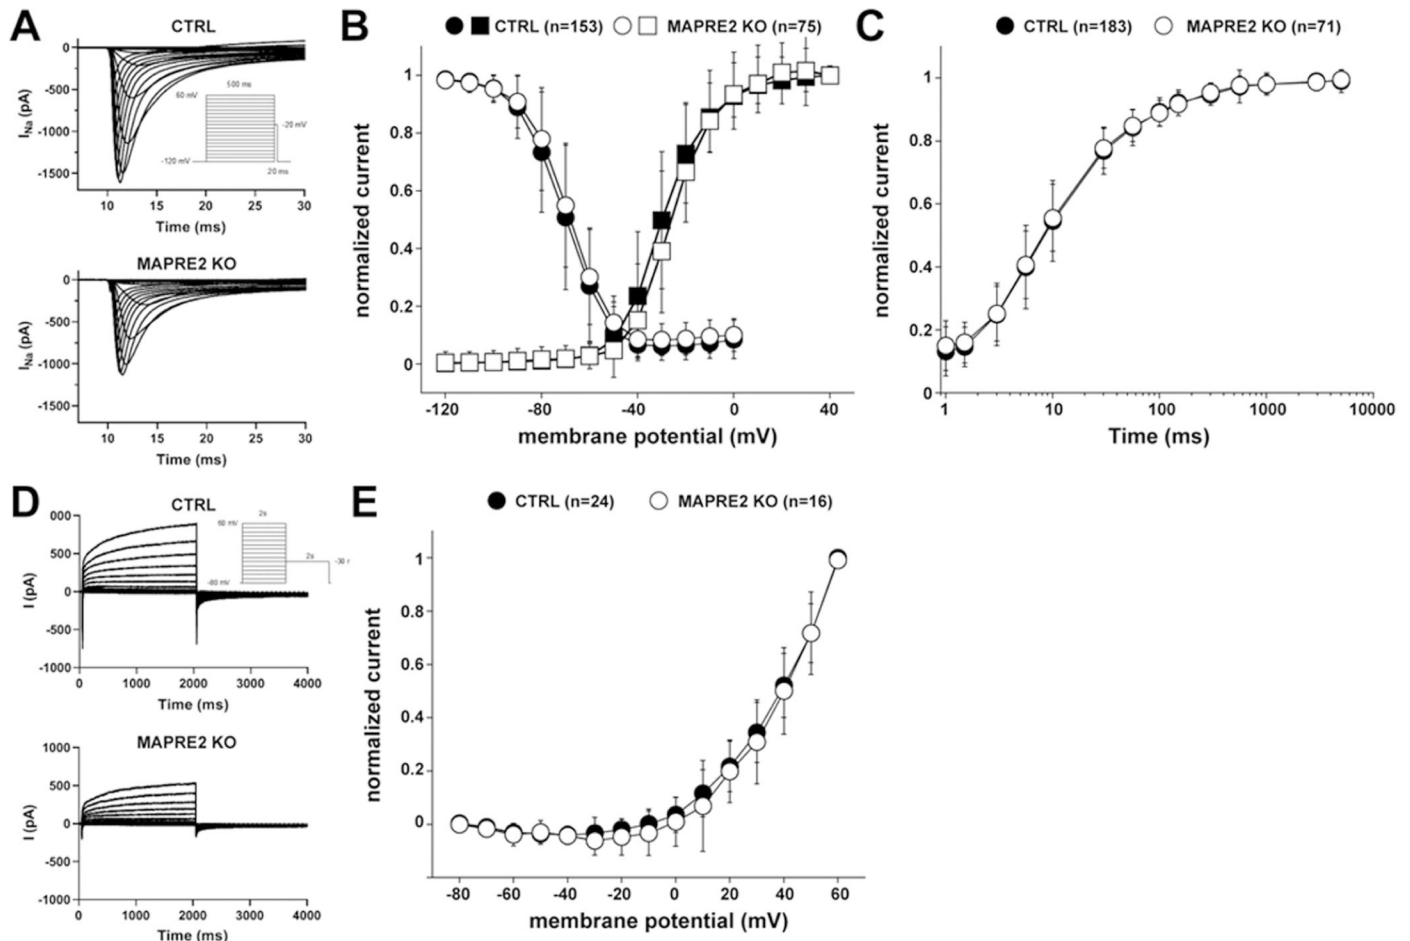 A
CTRL
0
-500
-1000
-1500
I_Na (pA)
500 ms
60 mV
-20 mV
-120 mV
20 ms
10 15 20 25 30
Time (ms)
MAPRE2 KO
0
-500
-1000
-1500
I_Na (pA)
10 15 20 25 30
Time (ms)
B
CTRL (n=153) MAPRE2 KO (n=75)
1
0.8
0.6
0.4
0.2
0
normalized current
-120 -80 -40 0 40
membrane potential (mV)
C
CTRL (n=183) MAPRE2 KO (n=71)
1
0.8
0.6
0.4
0.2
0
normalized current
1 10 100 1000 10000
Time (ms)
D
CTRL
000
500
0
-500
-1000
I (pA)
2s
60 mV
2s
-30 r
-80 mV
0 1000 2000 3000 4000
Time (ms)
MAPRE2 KO
1000
500
0
-500
-1000
I (pA)
0 1000 2000 3000 4000
Time (ms)
E
CTRL (n=24) MAPRE2 KO (n=16)
1
0.8
0.6
0.4
0.2
0
normalized current
-80 -60 -40 -20 0 20 40 60
membrane potential (mV)